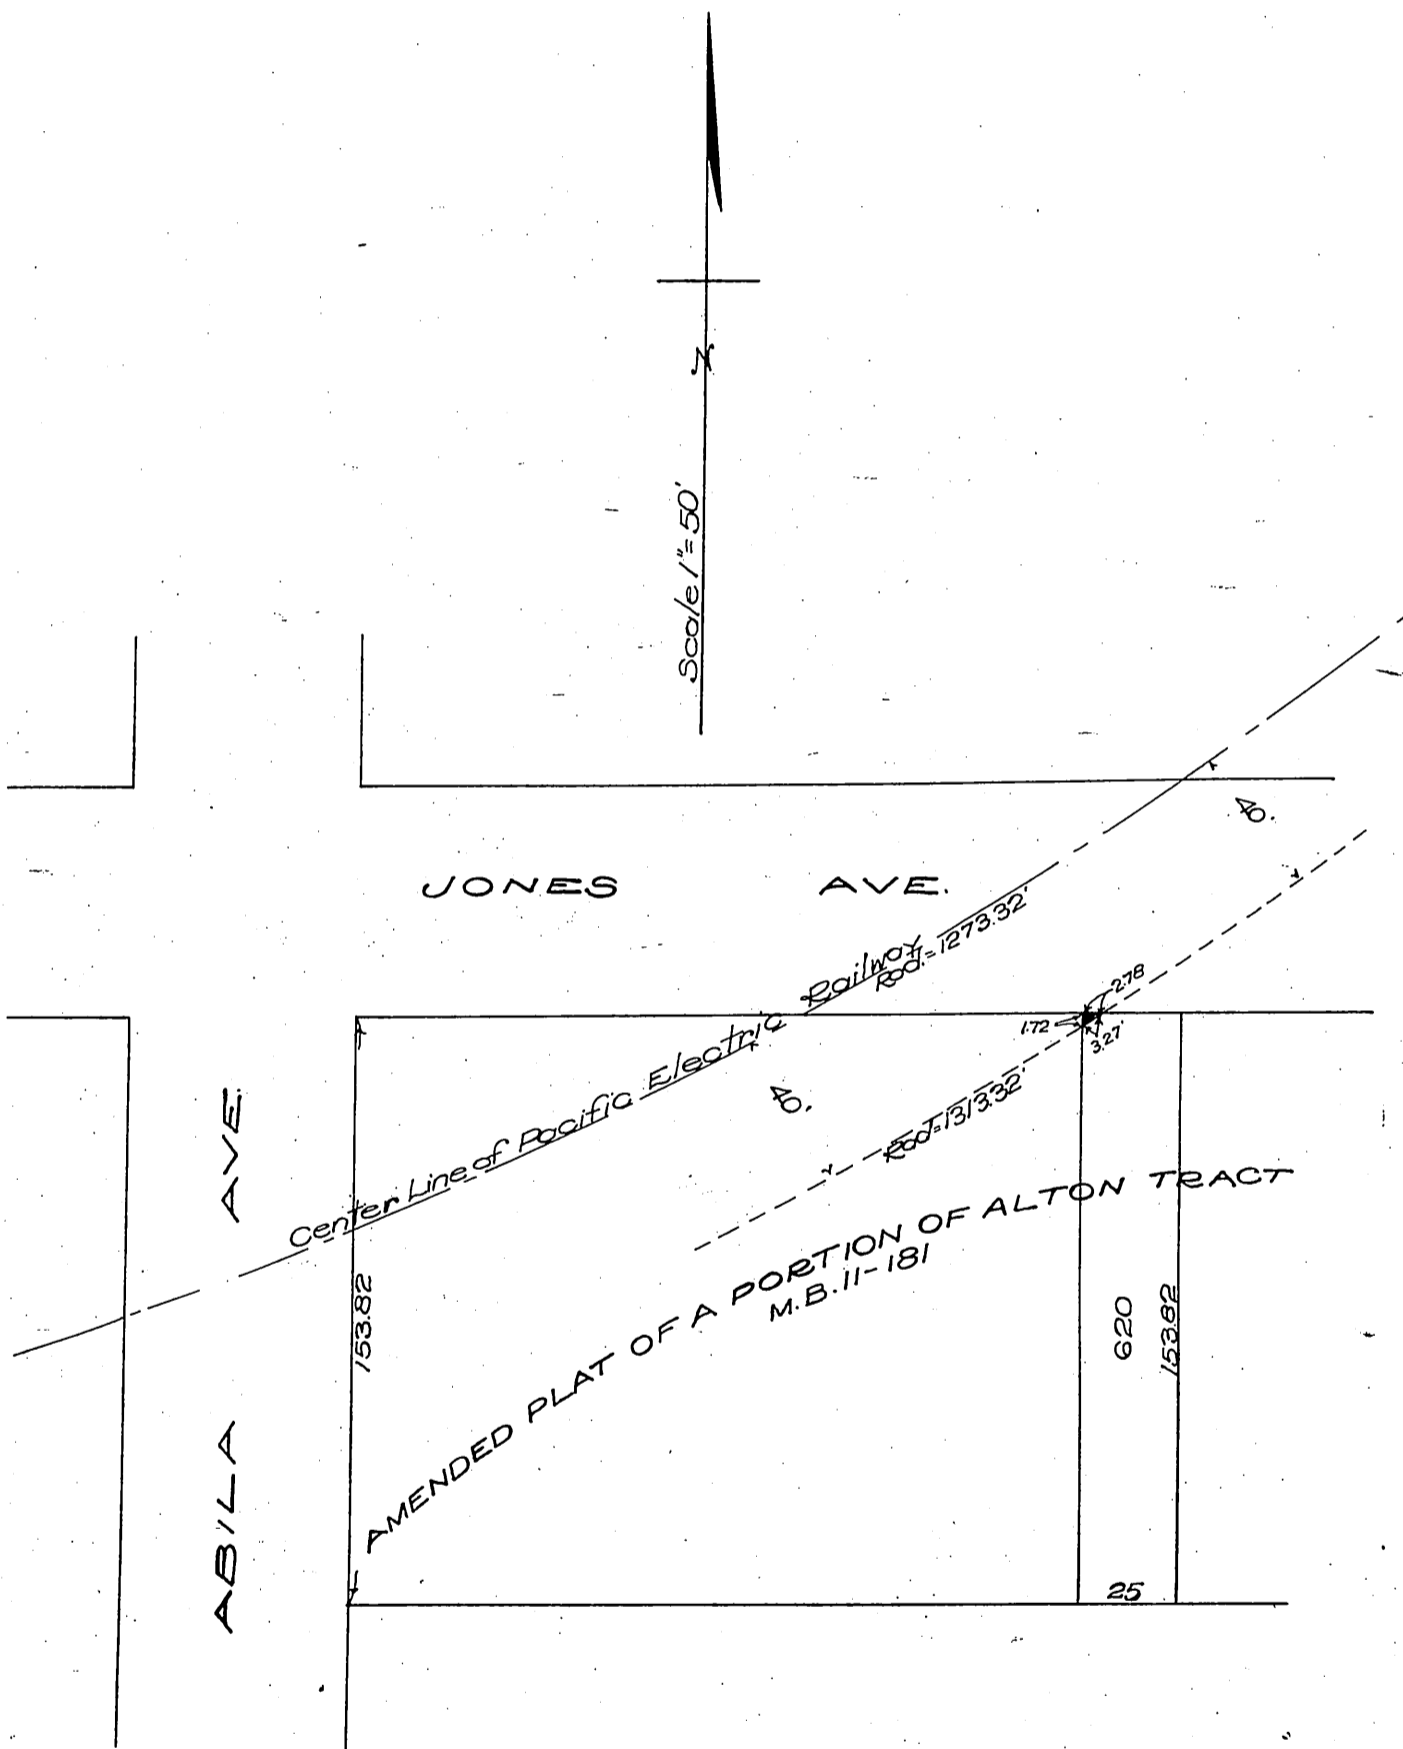 N
Scale 1"=50'
40.
JONES AVE.
Center Line of Pacific Electric Railway
Rad.=1273.32'
2.78
1.72
3.27'
40.
Rad=1313.32'
ABILA AVE.
153.82
AMENDED PLAT OF A PORTION OF ALTON TRACT
M.B.11-181
620
153.82
25